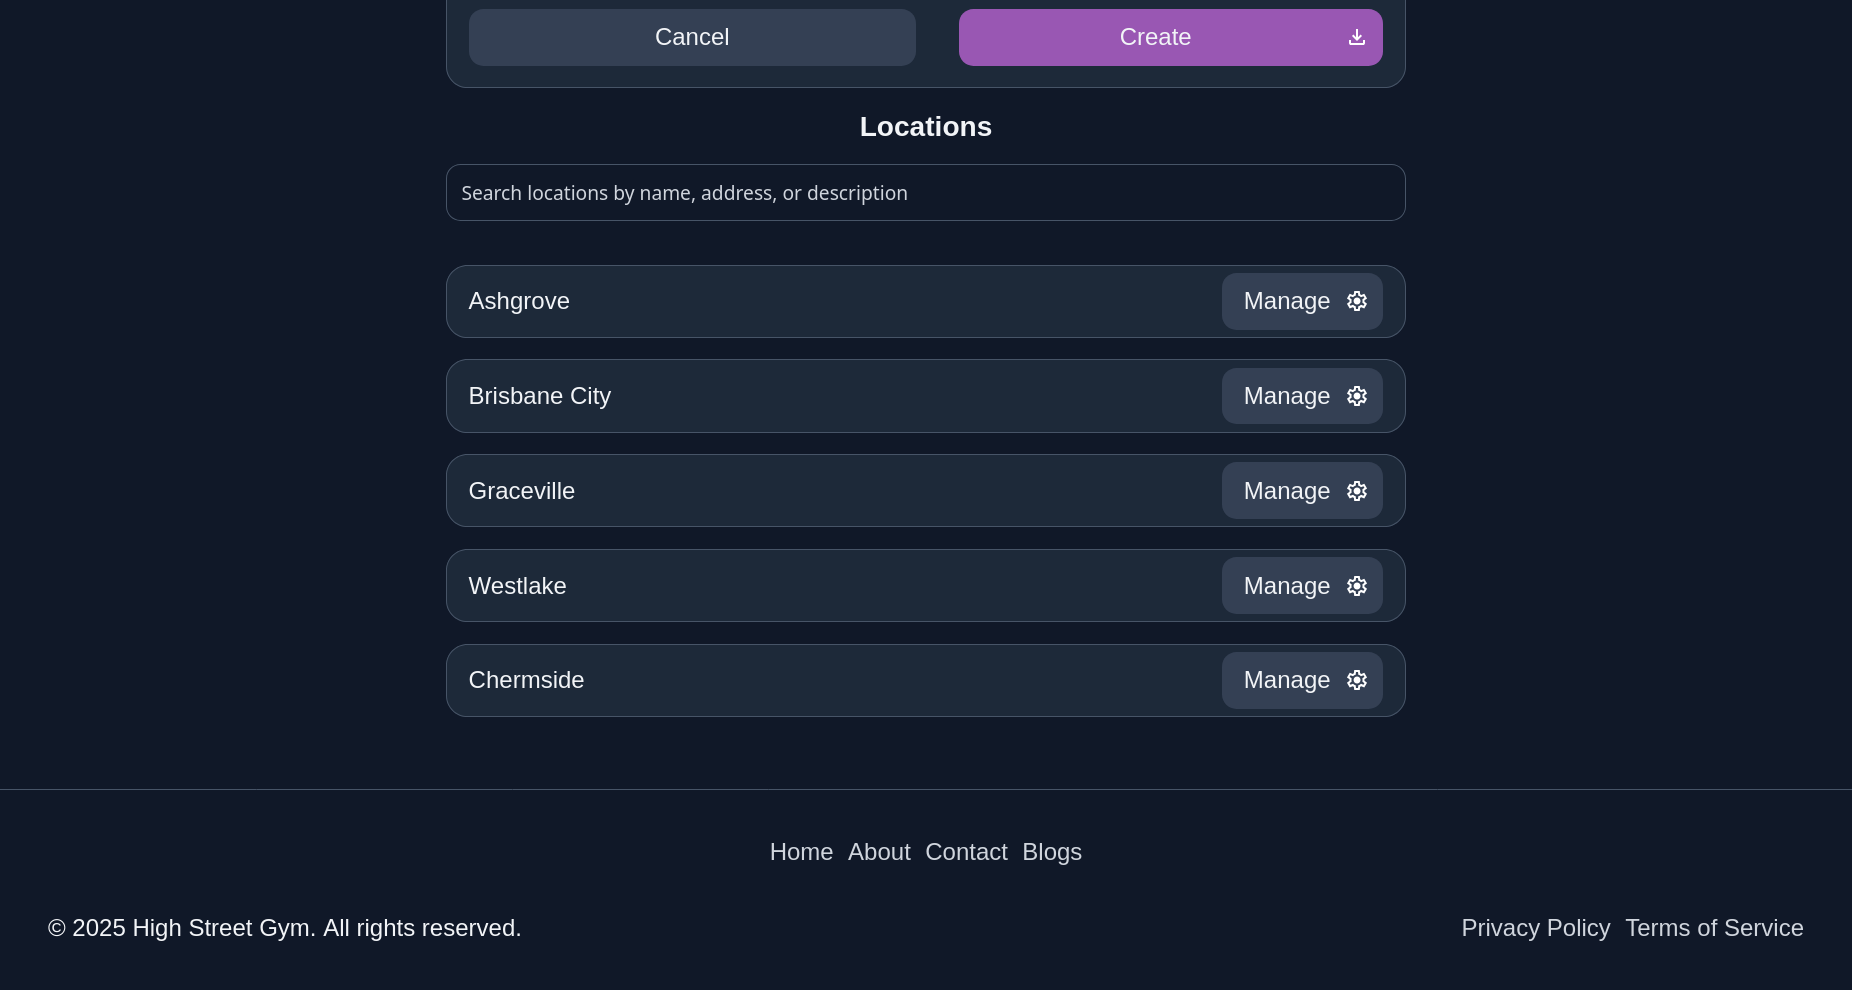 Cancel Create
Locations
Search locations by name, address, or description
Ashgrove Manage
Brisbane City Manage
Graceville Manage
Westlake Manage
Chermside Manage
Home About Contact Blogs
© 2025 High Street Gym. All rights reserved. Privacy Policy Terms of Service